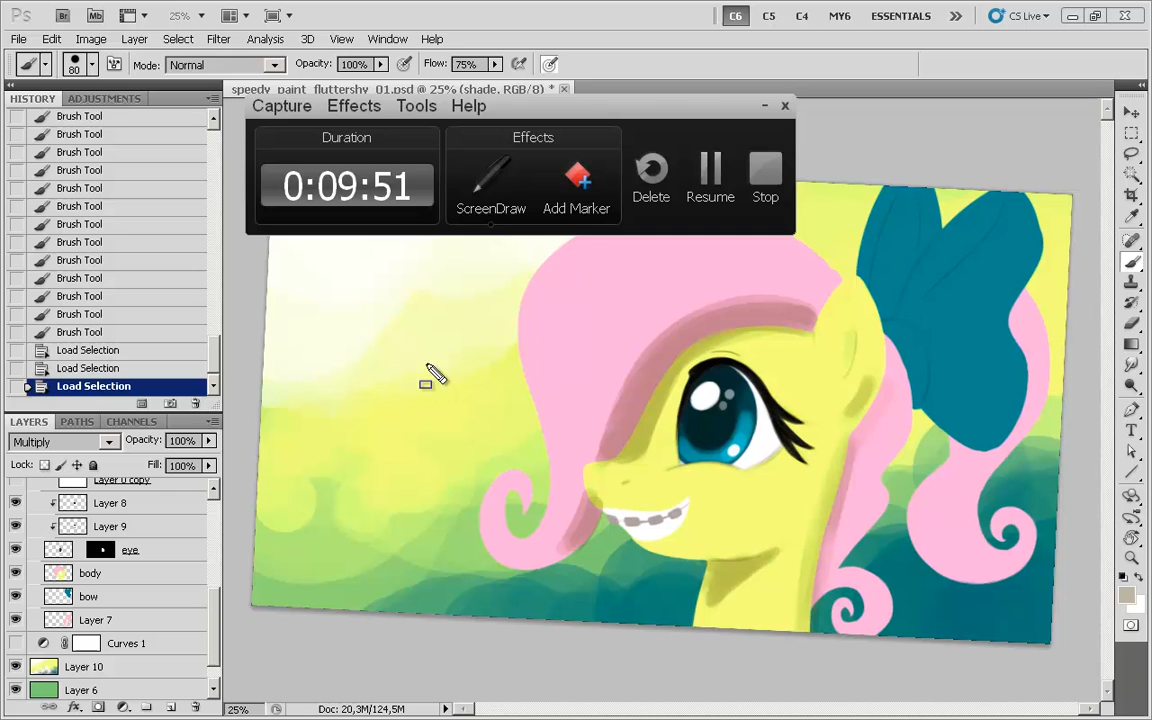 Ps Br Mb 25% C6 C5 C4 MY6 ESSENTIALS CS Live
File Edit Image Layer Select Filter Analysis 3D View Window Help
80 Mode: Normal Opacity: 100% Flow: 75%
HISTORY ADJUSTMENTS
speedy_paint_fluttershy_01.psd @ 25% (shade, RGB/8) *
Capture Effects Tools Help
Duration
0:09:51
Effects
ScreenDraw
Add Marker
Delete
Resume
Stop
Brush Tool
Brush Tool
Brush Tool
Brush Tool
Brush Tool
Brush Tool
Brush Tool
Brush Tool
Brush Tool
Brush Tool
Brush Tool
Brush Tool
Brush Tool
Load Selection
Load Selection
Load Selection
LAYERS PATHS CHANNELS
Multiply Opacity: 100%
Lock: Fill: 100%
Layer 0 copy
Layer 8
Layer 9
eye
body
bow
Layer 7
Curves 1
Layer 10
Layer 6
25% Doc: 20,3M/124,5M